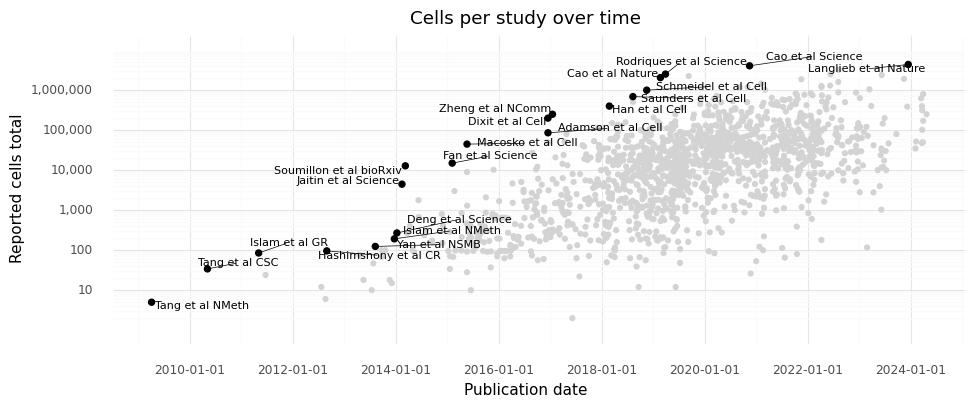 Cells per study over time
Rodriques et al Science
Cao et al Science
Langlieb et al Nature
Cao et al Nature
Schmeidel et al Cell
Saunders et al Cell
Han et al Cell
Zheng et al NComm
Dixit et al Cell
Adamson et al Cell
Macosko et al Cell
Fan et al Science
Soumillon et al bioRxiv
Jaitin et al Science
Deng et al Science
Islam et al NMeth
Yan et al NSMB
Islam et al GR
Hashimshony et al CR
Tang et al CSC
Tang et al NMeth
Reported cells total
1,000,000
100,000
10,000
1,000
100
10
2010-01-01
2012-01-01
2014-01-01
2016-01-01
2018-01-01
2020-01-01
2022-01-01
2024-01-01
Publication date